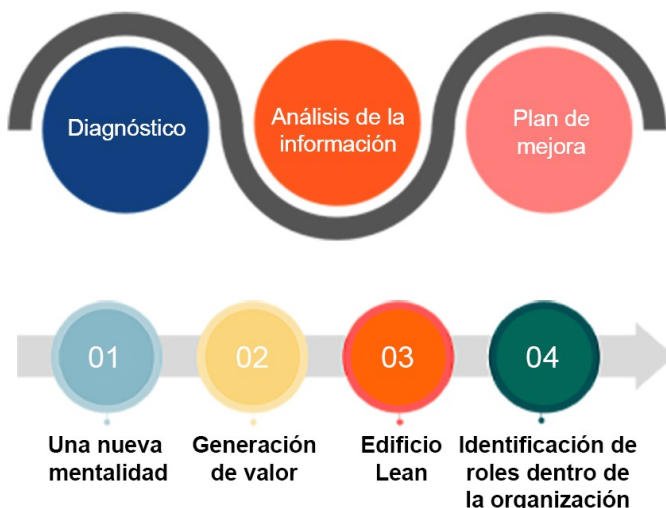 Diagnóstico
Análisis de la
información
Plan de
mejora
01
02
03
04
Una nueva
mentalidad
Generación
de valor
Edificio
Lean
Identificación de
roles dentro de
la organización